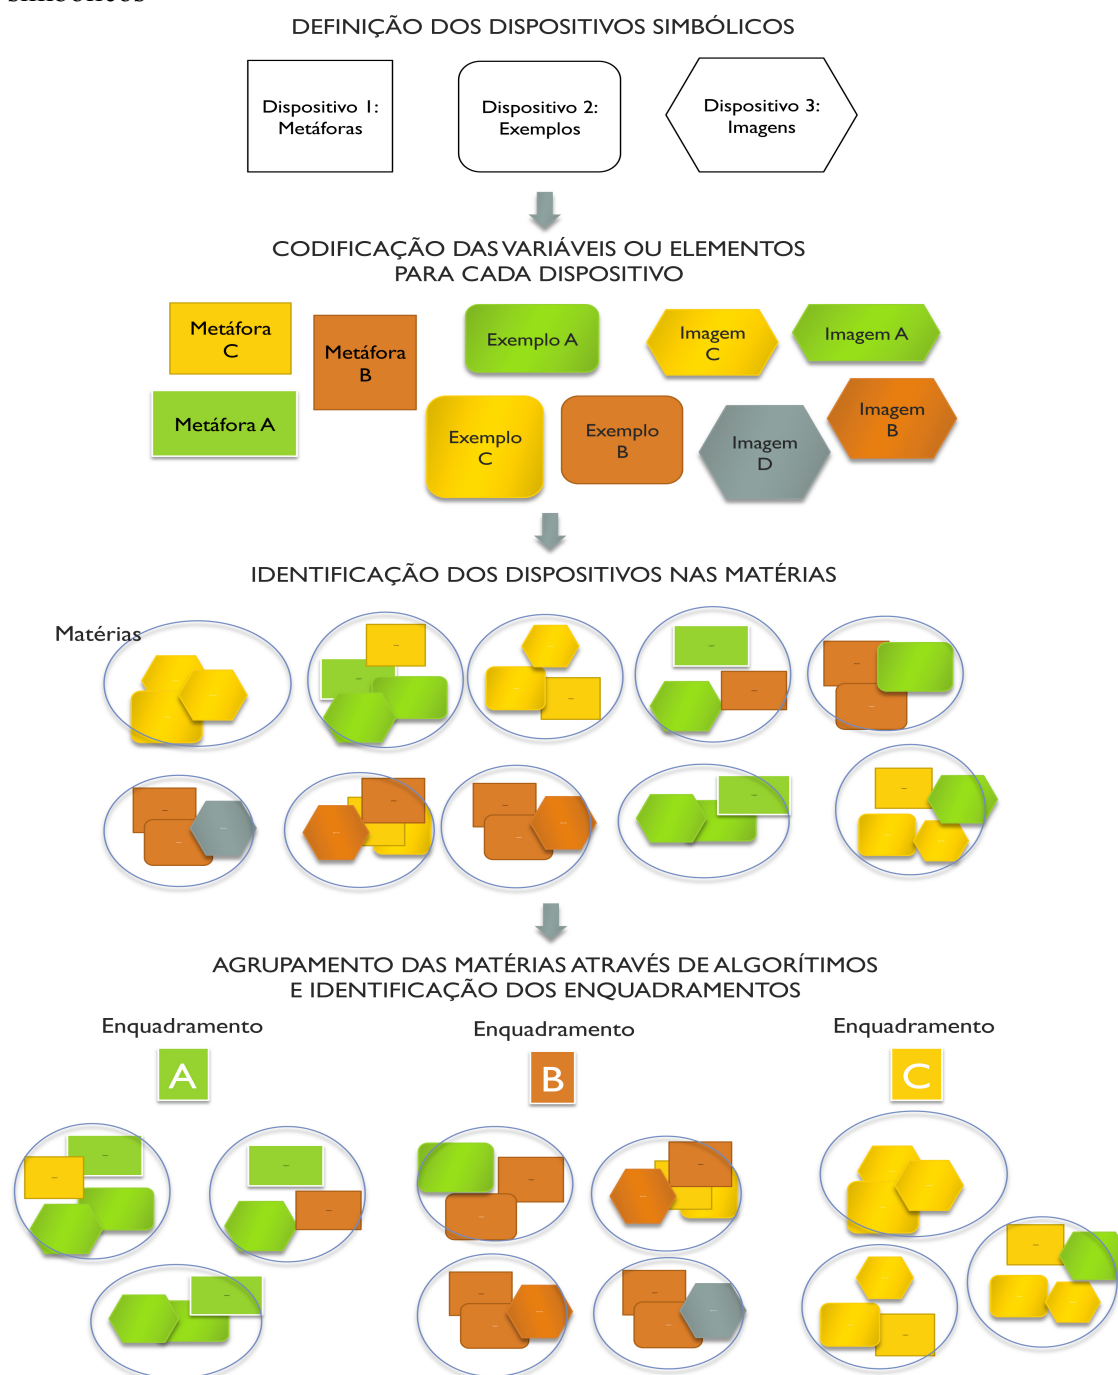 DEFINIÇÃO DOS DISPOSITIVOS SIMBÓLICOS
Dispositivo 1:
Metáforas
Dispositivo 2:
Exemplos
Dispositivo 3:
Imagens
CODIFICAÇÃO DAS VARIÁVEIS OU ELEMENTOS
PARA CADA DISPOSITIVO
Metáfora
C
Metáfora
B
Metáfora A
Exemplo A
Exemplo
C
Exemplo
B
Imagem
C
Imagem A
Imagem
D
Imagem
B
IDENTIFICAÇÃO DOS DISPOSITIVOS NAS MATÉRIAS
Matérias
AGRUPAMENTO DAS MATÉRIAS ATRAVÉS DE ALGORÍTIMOS
E IDENTIFICAÇÃO DOS ENQUADRAMENTOS
Enquadramento
A
Enquadramento
B
Enquadramento
C